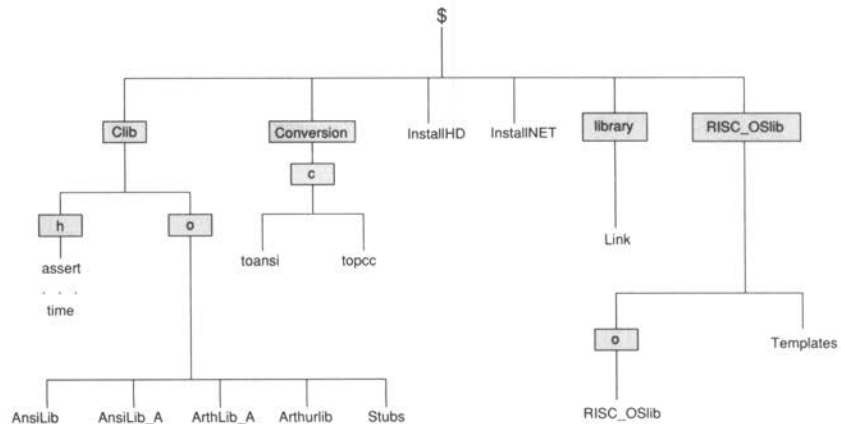 $
Clib
Conversion
InstallHD
InstallNET
library
RISC_OSlib
c
h
o
toansi
topcc
Link
assert
. . .
time
o
Templates
AnsiLib
AnsiLib_A
ArthLib_A
Arthurlib
Stubs
RISC_OSlib